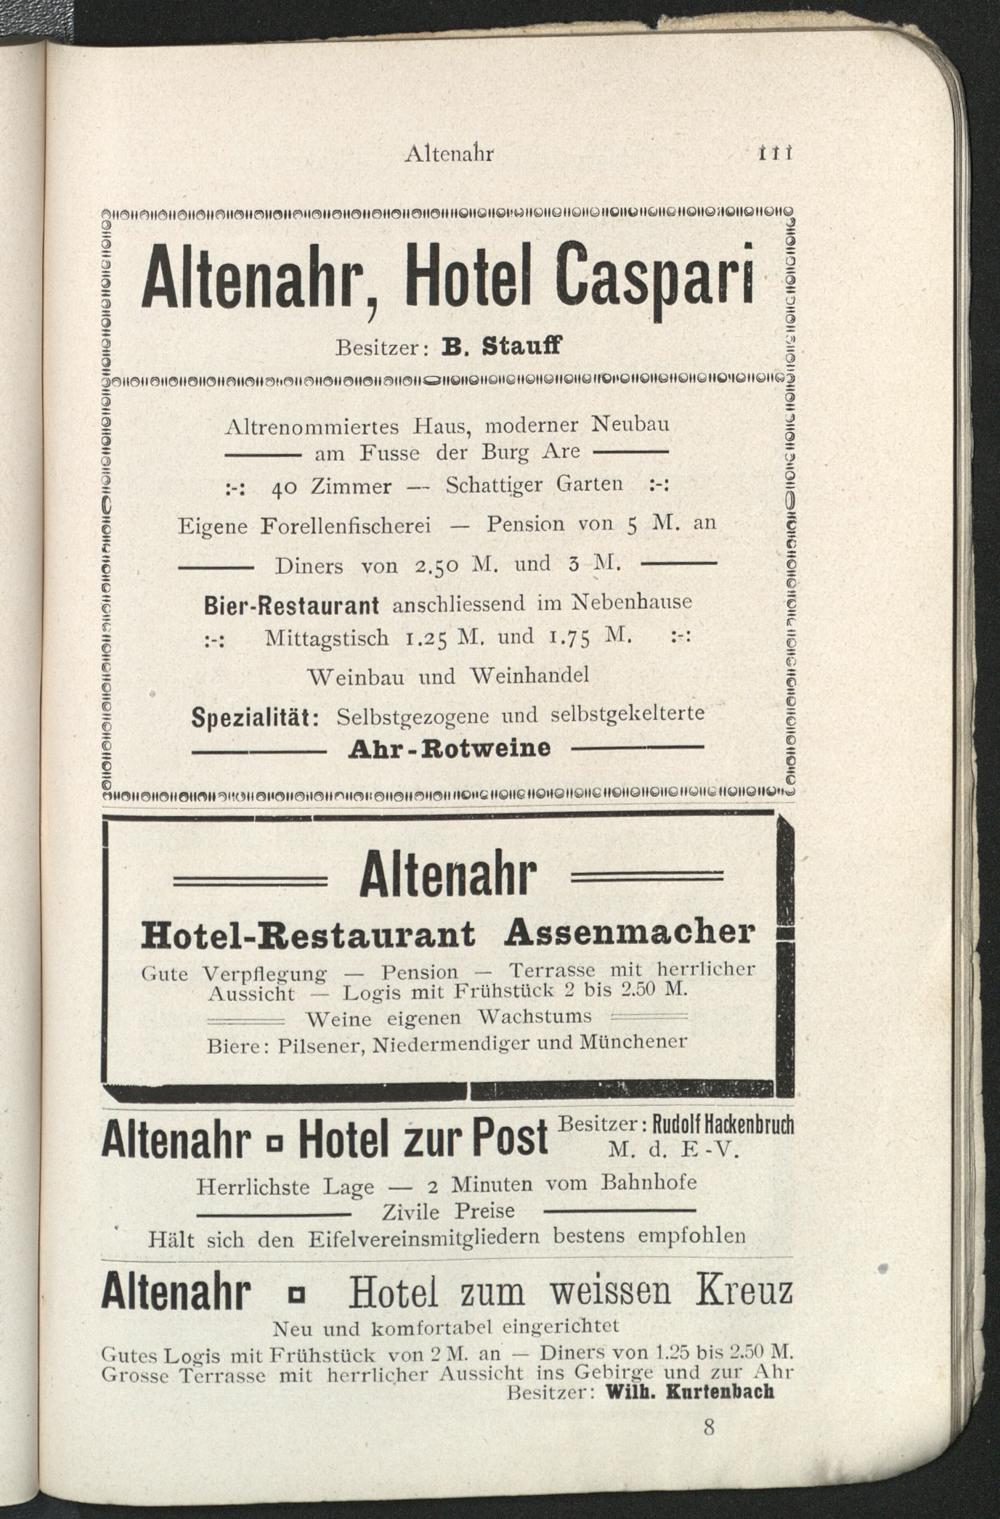 Altenahr 111
Altenahr, Hotel Caspari
Besitzer: B. Stauff
Altrenommiertes Haus, moderner Neubau
am Fusse der Burg Are
:-: 40 Zimmer — Schattiger Garten :-:
Eigene Forellenfischerei — Pension von 5 M. an
Diners von 2.50 M. und 3 M.
Bier-Restaurant anschliessend im Nebenhause
:-: Mittagstisch 1.25 M. und 1.75 M. :-:
Weinbau und Weinhandel
Spezialität: Selbstgezogene und selbstgekelterte
Ahr-Rotweine
Altenahr
Hotel-Restaurant Assenmacher
Gute Verpflegung — Pension — Terrasse mit herrlicher
Aussicht — Logis mit Frühstück 2 bis 2.50 M.
Weine eigenen Wachstums
Biere: Pilsener, Niedermendiger und Münchener
Altenahr ▫ Hotel zur Post Besitzer: Rudolf Hackenbruch
M. d. E-V.
Herrlichste Lage — 2 Minuten vom Bahnhofe
Zivile Preise
Hält sich den Eifelvereinsmitgliedern bestens empfohlen
Altenahr ▫ Hotel zum weissen Kreuz
Neu und komfortabel eingerichtet
Gutes Logis mit Frühstück von 2 M. an — Diners von 1.25 bis 2.50 M.
Grosse Terrasse mit herrlicher Aussicht ins Gebirge und zur Ahr
Besitzer: Wilh. Kurtenbach
8